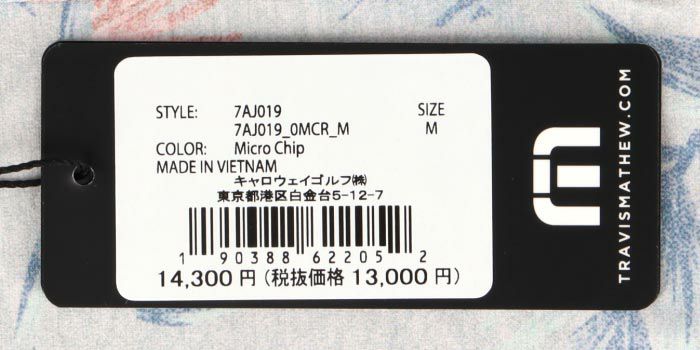 STYLE: 7AJ019 SIZE
7AJ019_0MCR_M M
COLOR: Micro Chip
MADE IN VIETNAM
キャロウェイゴルフ㈱
東京都港区白金台5-12-7
1 90388 62205 2
14,300 円 (税抜価格 13,000 円)
TRAVISMATHEW.COM